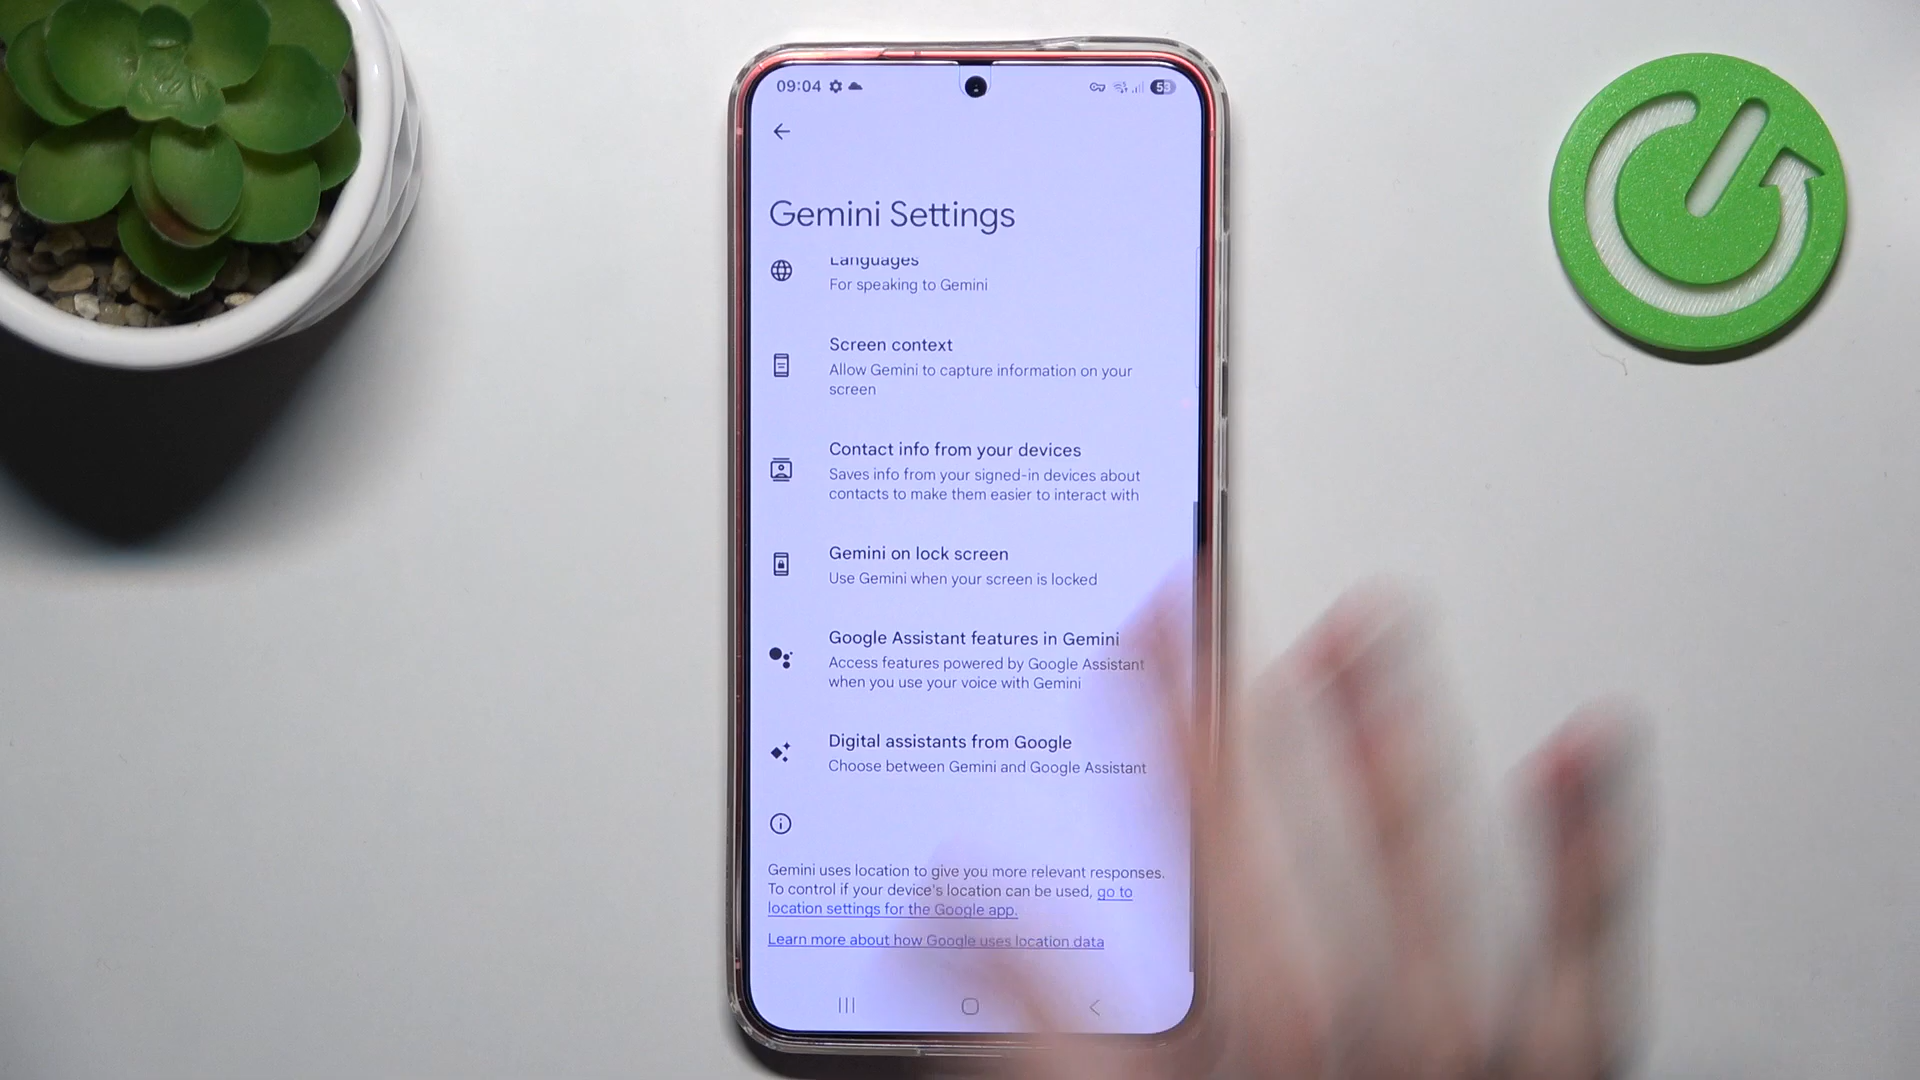 09:04
53
Gemini Settings
Languages
For speaking to Gemini
Screen context
Allow Gemini to capture information on your
screen
Contact info from your devices
Saves info from your signed-in devices about
contacts to make them easier to interact with
Gemini on lock screen
Use Gemini when your screen is locked
Google Assistant features in Gemini
Access features powered by Google Assistant
when you use your voice with Gemini
Digital assistants from Google
Choose between Gemini and Google Assistant
Gemini uses location to give you more relevant responses.
To control if your device's location can be used, go to
location settings for the Google app.
Learn more about how Google uses location data